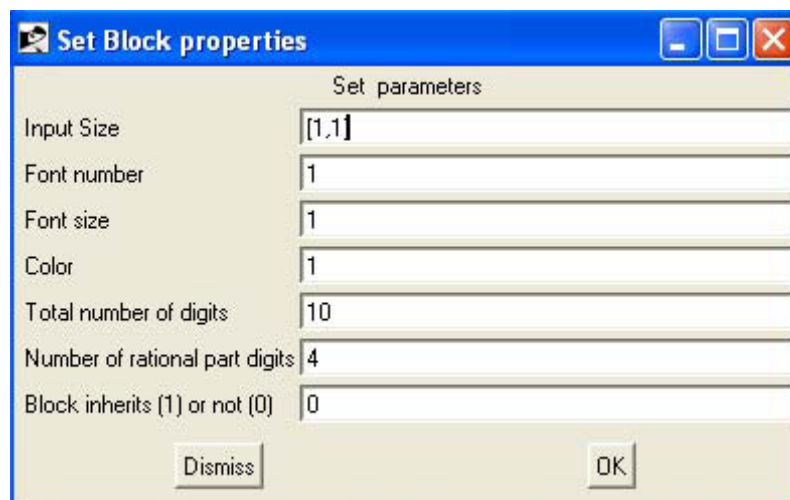 Set Block properties
Set parameters
Input Size [1,1]
Font number 1
Font size 1
Color 1
Total number of digits 10
Number of rational part digits 4
Block inherits (1) or not (0) 0
Dismiss OK